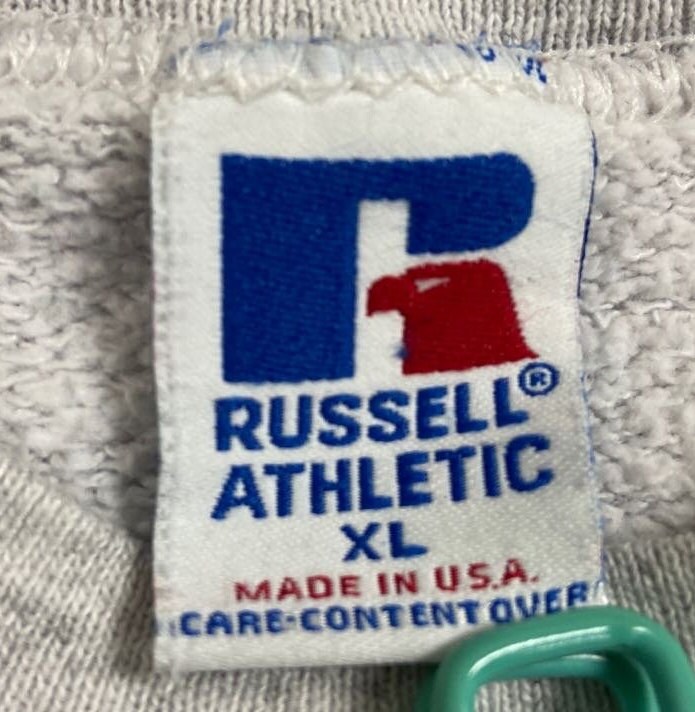 RUSSELL®
ATHLETIC
XL
MADE IN U.S.A.
CARE-CONTENT OVER